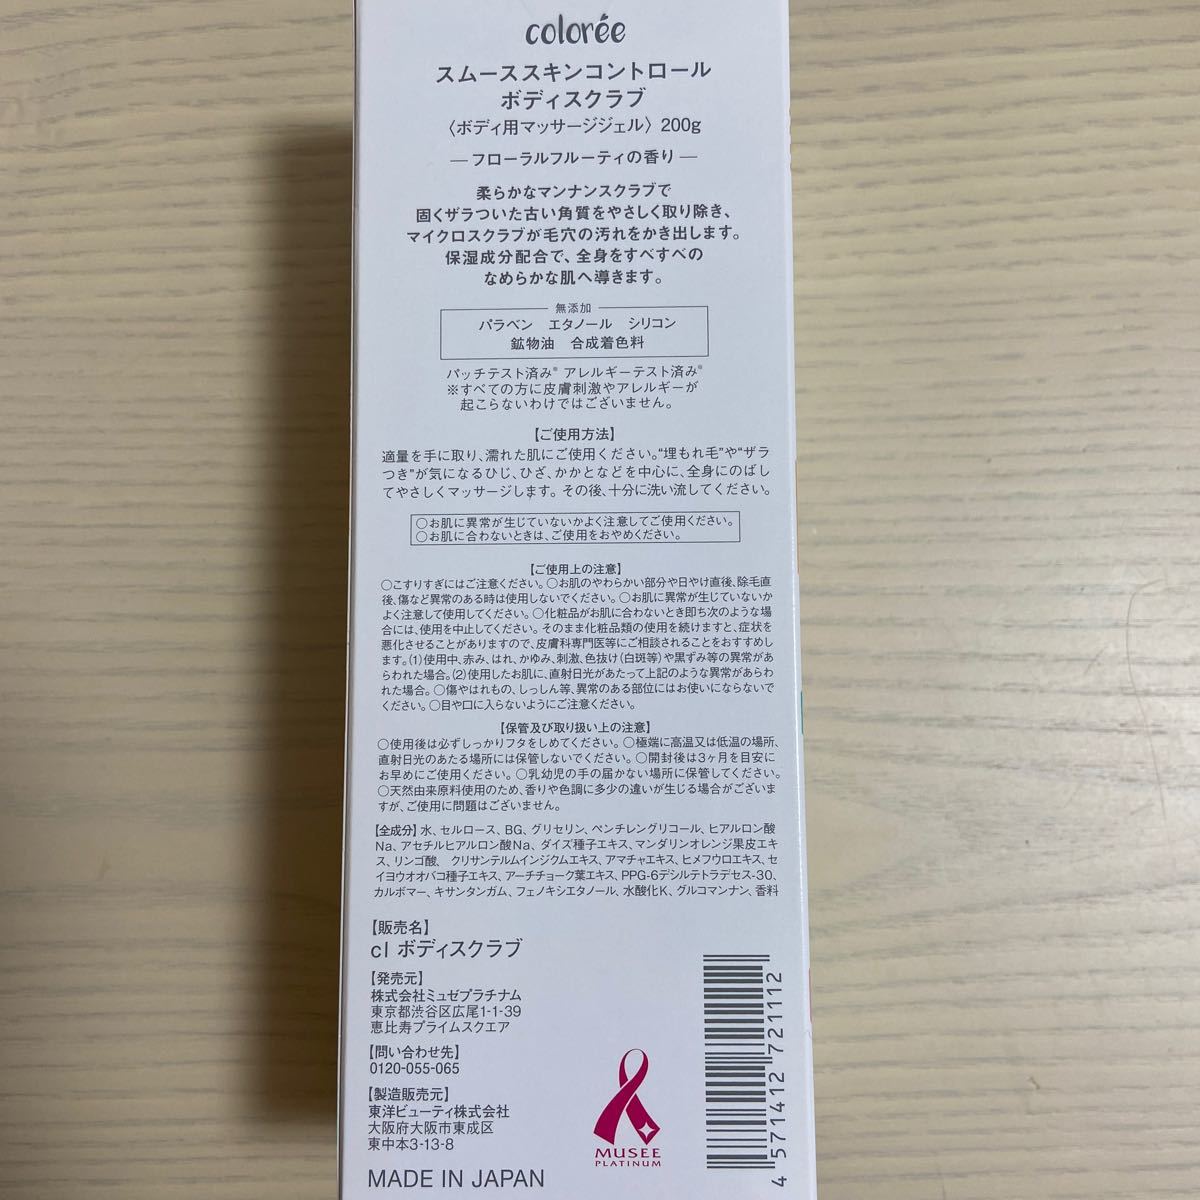 colorée
スムーススキンコントロール
ボディスクラブ
〈ボディ用マッサージジェル〉200g
― フローラルフルーティの香り ―
柔らかなマンナンスクラブで
固くザラついた古い角質をやさしく取り除き、
マイクロスクラブが毛穴の汚れをかき出します。
保湿成分配合で、全身をすべすべの
なめらかな肌へ導きます。
無添加
パラベン エタノール シリコン
鉱物油 合成着色料
パッチテスト済み※ アレルギーテスト済み※
※すべての方に皮膚刺激やアレルギーが
起こらないわけではございません。
【ご使用方法】
適量を手に取り、濡れた肌にご使用ください。“埋もれ毛”や“ザラ
つき”が気になるひじ、ひざ、かかとなどを中心に、全身にのばし
てやさしくマッサージします。その後、十分に洗い流してください。
○お肌に異常が生じていないかよく注意してご使用ください。
○お肌に合わないときは、ご使用をおやめください。
【ご使用上の注意】
○こすりすぎにはご注意ください。○お肌のやわらかい部分や日やけ直後、除毛直
後、傷など異常のある時は使用しないでください。○お肌に異常が生じていないか
よく注意して使用してください。○化粧品がお肌に合わないとき即ち次のような場
合には、使用を中止してください。そのまま化粧品類の使用を続けますと、症状を
悪化させることがありますので、皮膚科専門医等にご相談されることをおすすめし
ます。(1)使用中、赤み、はれ、かゆみ、刺激、色抜け(白斑等)や黒ずみ等の異常があ
らわれた場合。(2)使用したお肌に、直射日光があたって上記のような異常があらわ
れた場合。○傷やはれもの、しっしん等、異常のある部位にはお使いにならないで
ください。○目や口に入らないようにご注意ください。
【保管及び取り扱い上の注意】
○使用後は必ずしっかりフタをしめてください。○極端に高温又は低温の場所、
直射日光のあたる場所には保管しないでください。○開封後は3ヶ月を目安に
お早めにご使用ください。○乳幼児の手の届かない場所に保管してください。
○天然由来原料使用のため、香りや色調に多少の違いが生じる場合がございま
すが、ご使用に問題はございません。
【全成分】水、セルロース、BG、グリセリン、ペンチレングリコール、ヒアルロン酸
Na、アセチルヒアルロン酸Na、ダイズ種子エキス、マンダリンオレンジ果皮エキ
ス、リンゴ酸、 クリサンテルムインジクムエキス、アマチャエキス、ヒメフウロエキス、セ
イヨウオオバコ種子エキス、アーチチョーク葉エキス、PPG-6デシルテトラデセス-30、
カルボマー、キサンタンガム、フェノキシエタノール、水酸化K、グルコマンナン、香料
【販売名】
cl ボディスクラブ
【発売元】
株式会社ミュゼプラチナム
東京都渋谷区広尾1-1-39
恵比寿プライムスクエア
【問い合わせ先】
0120-055-065
【製造販売元】
東洋ビューティ株式会社
大阪府大阪市東成区
東中本3-13-8
MADE IN JAPAN
MUSEE
PLATINUM
4 571412 721112